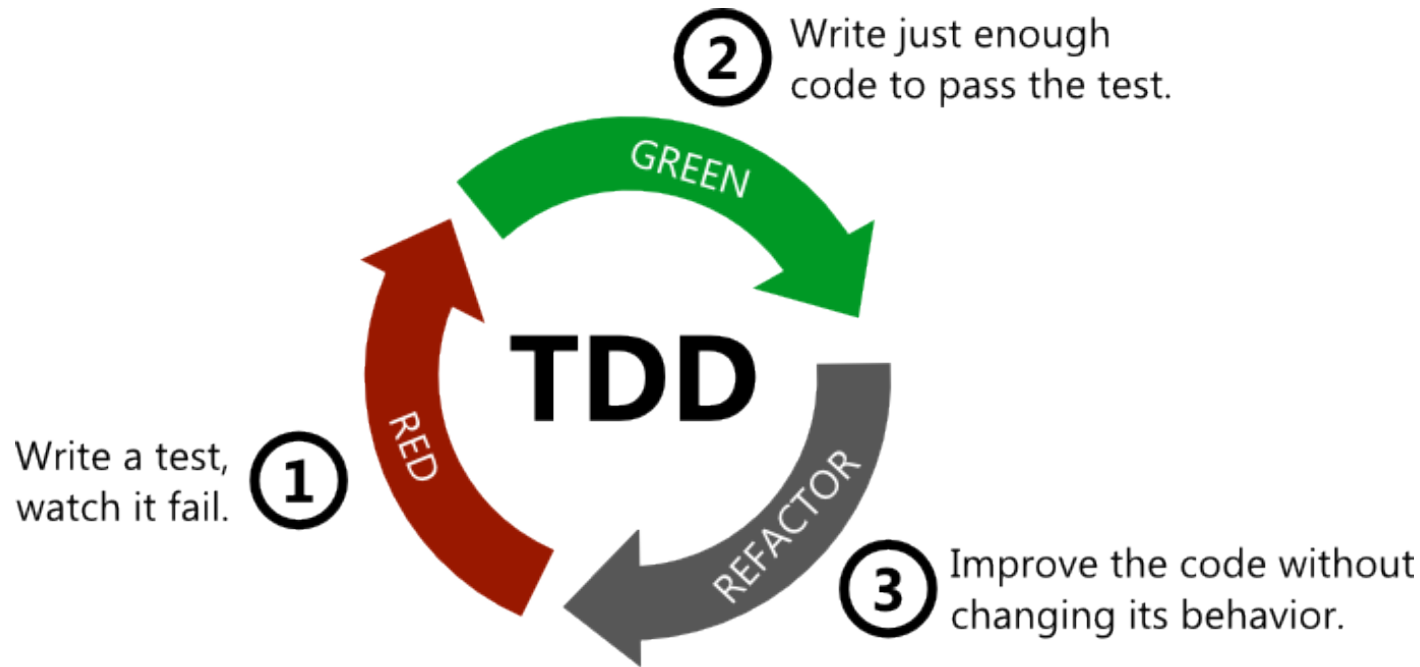 2
Write just enough
code to pass the test.
GREEN
TDD
RED
Write a test,
watch it fail.
1
REFACTOR
3
Improve the code without
changing its behavior.